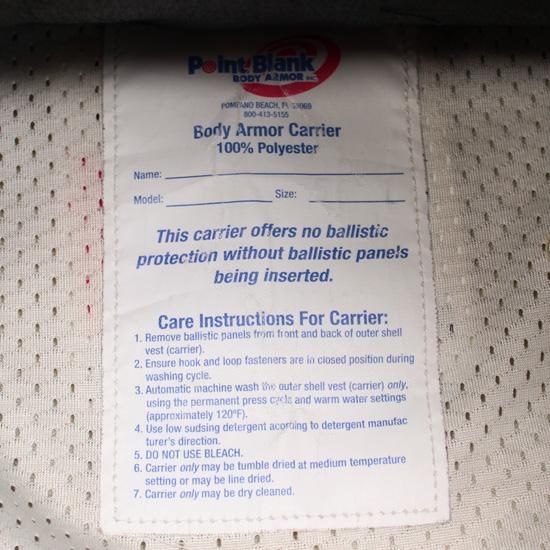 Point Blank
BODY ARMOR INC.
POMPANO BEACH, FL 33069
800-413-5155
Body Armor Carrier
100% Polyester
Name:
Model: Size:
This carrier offers no ballistic
protection without ballistic panels
being inserted.
Care Instructions For Carrier:
1. Remove ballistic panels from front and back of outer shell
vest (carrier).
2. Ensure hook and loop fasteners are in closed position during
washing cycle.
3. Automatic machine wash the outer shell vest (carrier) only,
using the permanent press cycle and warm water settings
(approximately 120°F).
4. Use low sudsing detergent acording to detergent manufac
turer's direction.
5. DO NOT USE BLEACH.
6. Carrier only may be tumble dried at medium temperature
setting or may be line dried.
7. Carrier only may be dry cleaned.